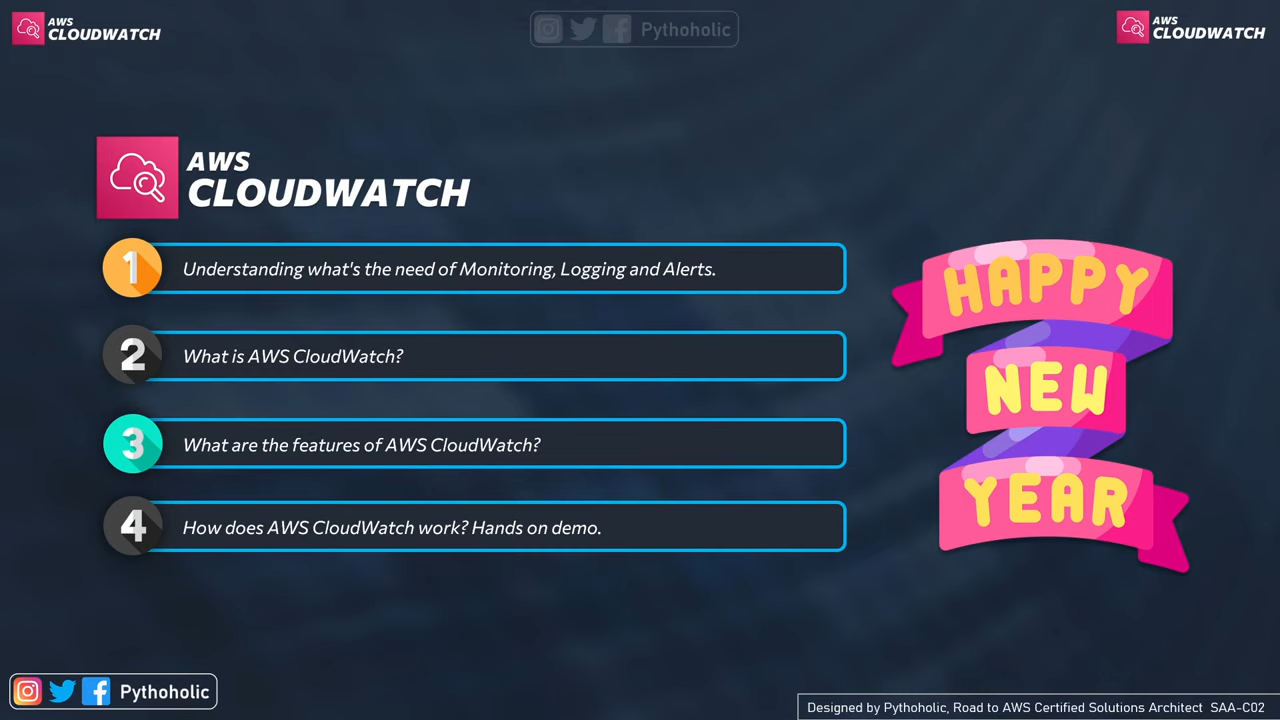 AWS
CLOUDWATCH
Pythoholic
AWS
CLOUDWATCH
AWS
CLOUDWATCH
1 Understanding what's the need of Monitoring, Logging and Alerts.
2 What is AWS CloudWatch?
3 What are the features of AWS CloudWatch?
4 How does AWS CloudWatch work? Hands on demo.
HAPPY
NEW
YEAR
Pythoholic
Designed by Pythoholic, Road to AWS Certified Solutions Architect SAA-C02